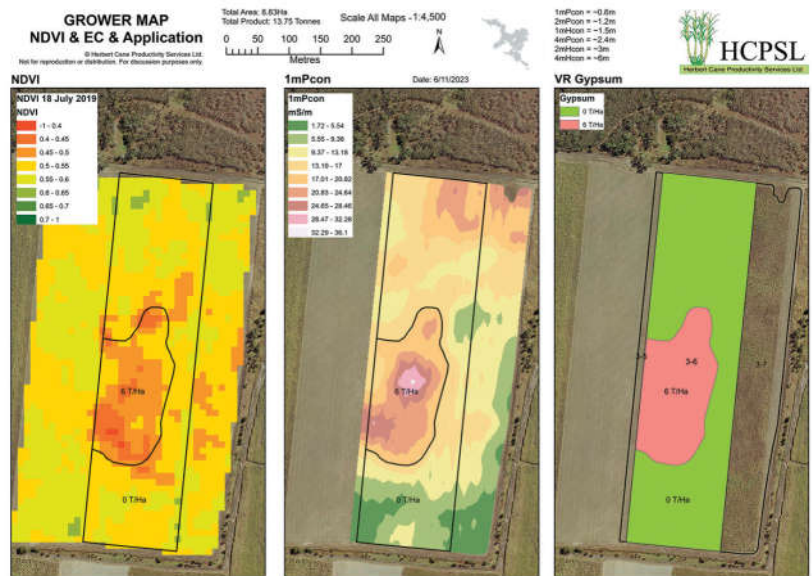 GROWER MAP
NDVI & EC & Application
© Herbert Cane Productivity Services Ltd.
Not for reproduction or distribution. For discussion purposes only.
Total Area: 8.63Ha
Total Product: 13.75 Tonnes
Scale All Maps - 1:4,500
0 50 100 150 200 250
Metres
N
1mPcon = ~0.8m
2mPcon = ~1.2m
1mHcon = ~1.5m
4mPcon = ~2.4m
2mHcon = ~3m
4mHcon = ~6m
HCPSL
Herbert Cane Productivity Services Ltd.
NDVI
NDVI 18 July 2019
NDVI
-1 - 0.4
0.4 - 0.45
0.45 - 0.5
0.5 - 0.55
0.55 - 0.6
0.6 - 0.65
0.65 - 0.7
0.7 - 1
6 T/Ha
0 T/Ha
1mPcon
Date: 6/11/2023
1mPcon
mS/m
1.72 - 5.54
5.55 - 9.36
9.37 - 13.18
13.19 - 17
17.01 - 20.82
20.83 - 24.64
24.65 - 28.46
28.47 - 32.28
32.29 - 36.1
6 T/Ha
0 T/Ha
VR Gypsum
Gypsum
0 T/Ha
6 T/Ha
3-5
3-6
3-7
6 T/Ha
0 T/Ha